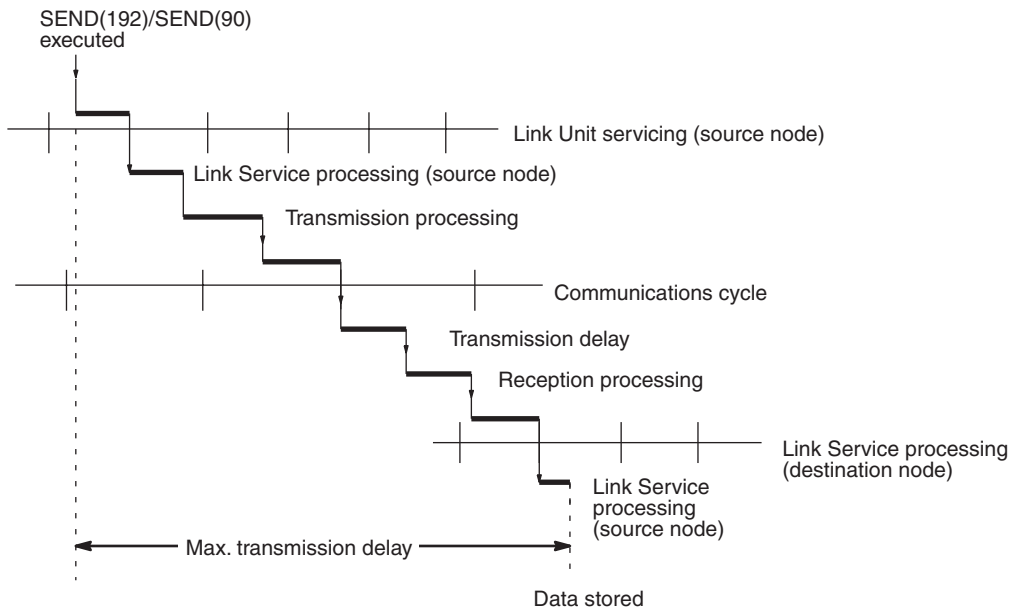 SEND(192)/SEND(90)
executed
Link Unit servicing (source node)
Link Service processing (source node)
Transmission processing
Communications cycle
Transmission delay
Reception processing
Link Service processing
(destination node)
Link Service
processing
(source node)
Max. transmission delay
Data stored